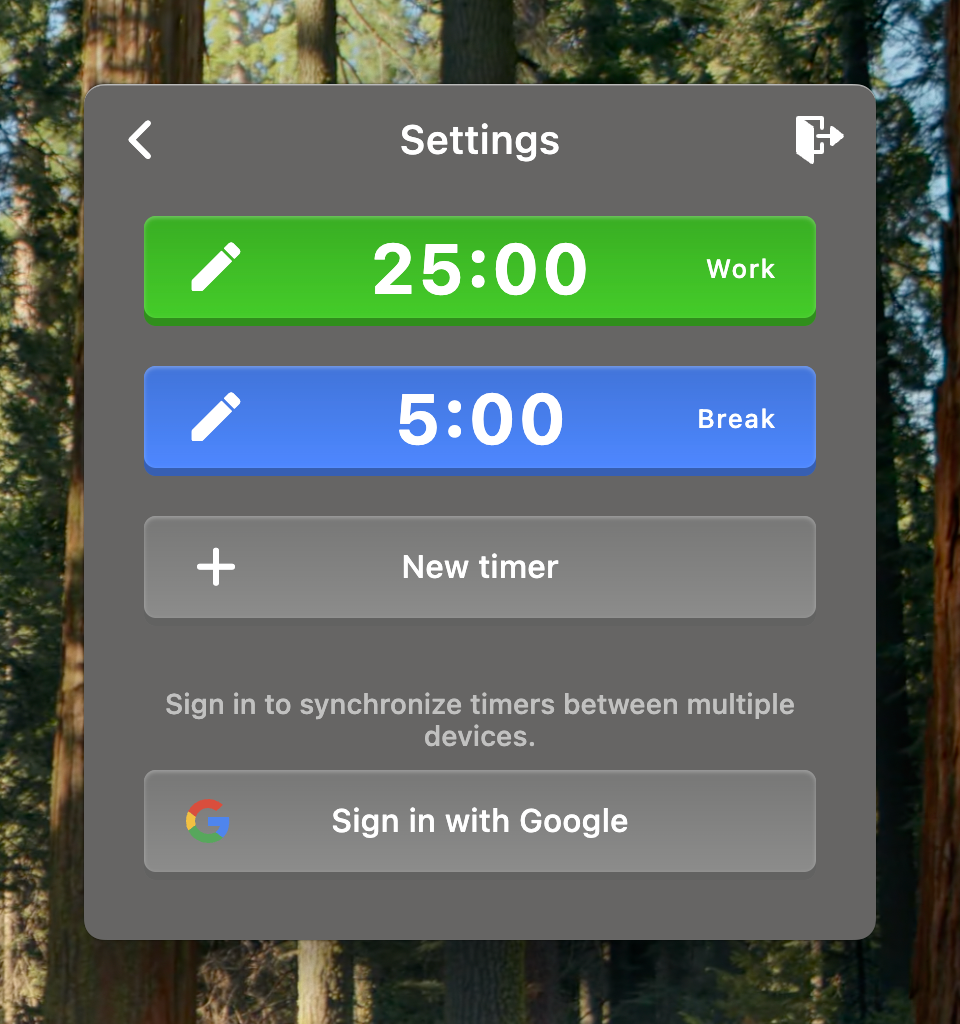 Settings
25:00 Work
5:00 Break
New timer
Sign in to synchronize timers between multiple
devices.
Sign in with Google